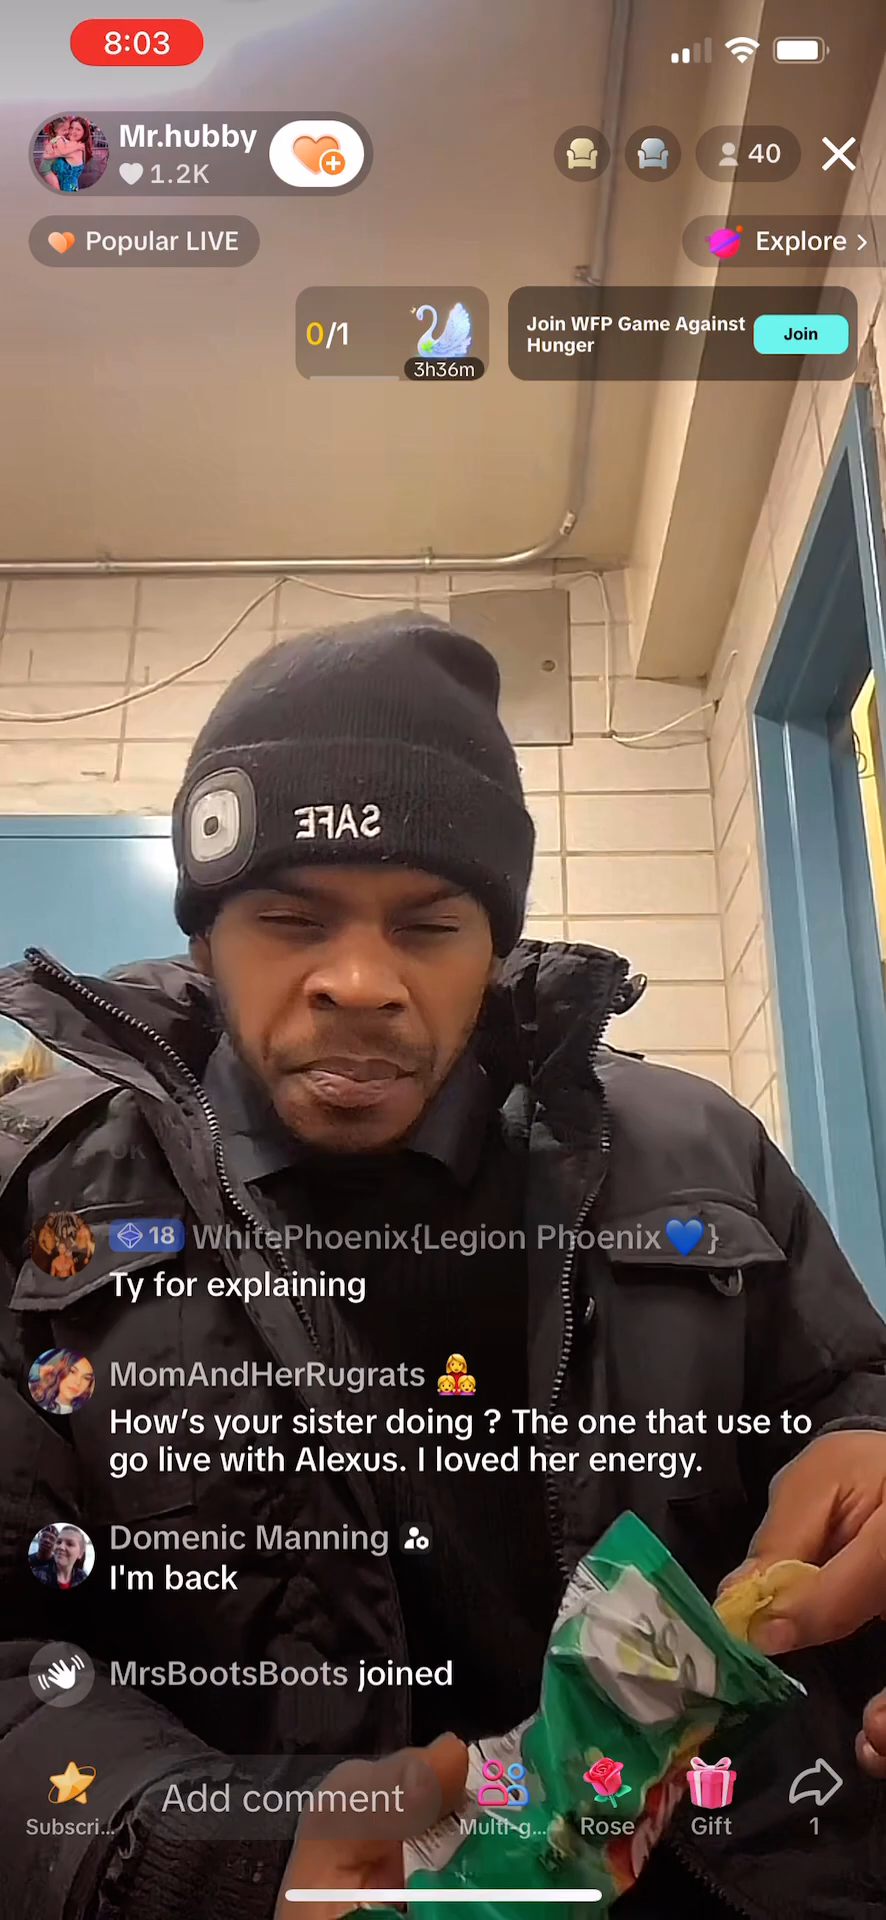 8:03
Mr.hubby
1.2K
40
Popular LIVE
Explore
0/1
3h36m
Join WFP Game Against
Hunger
Join
SAFE
OK
18 WhitePhoenix{Legion Phoenix💙}
Ty for explaining
MomAndHerRugrats 👩‍👧‍👧
How's your sister doing ? The one that use to
go live with Alexus. I loved her energy.
Domenic Manning
I'm back
MrsBootsBoots joined
Subscri...
Add comment
Multi-g...
Rose
Gift
1